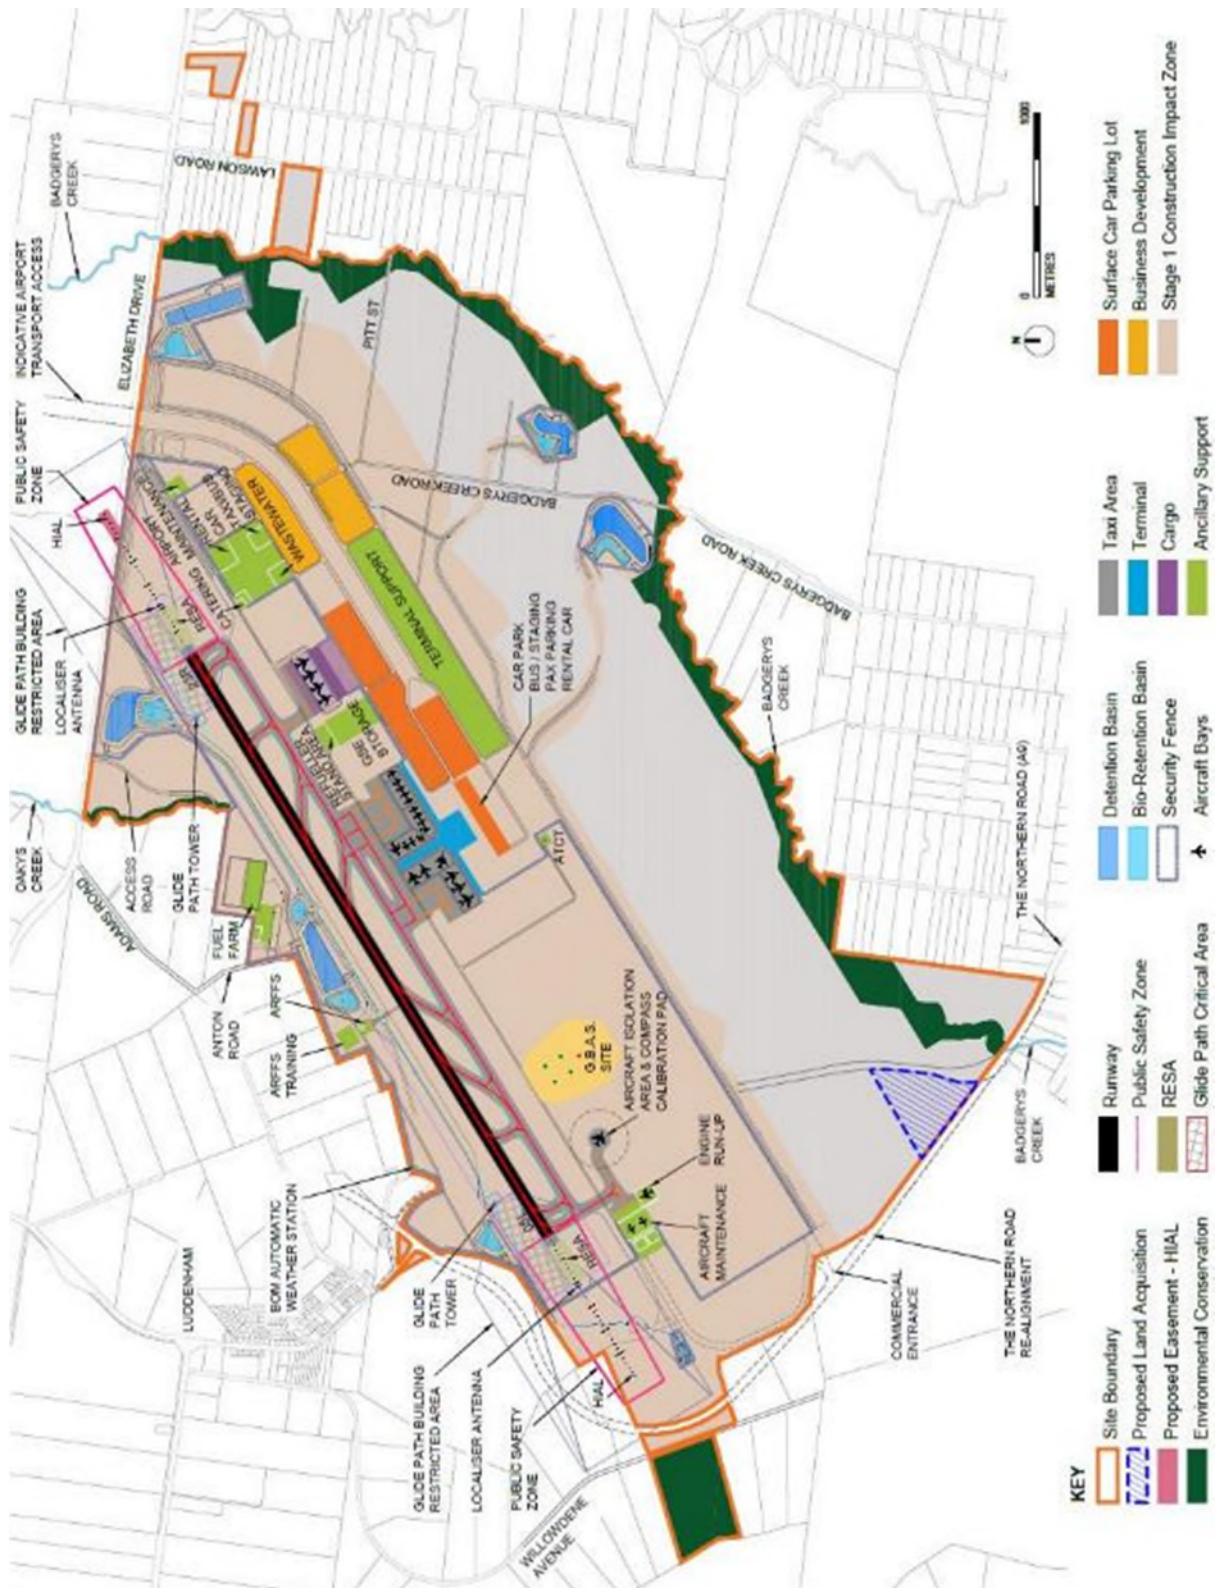 OAKYS
CREEK
GLIDE PATH BUILDING
RESTRICTED AREA
LOCALISER
ANTENNA
HIAL
PUBLIC SAFETY
ZONE
INDICATIVE AIRPORT
TRANSPORT ACCESS
BADGERYS
CREEK
ELIZABETH DRIVE
LAWSON ROAD
PITT ST
ADAMS ROAD
ACCESS
ROAD
GLIDE
PATH TOWER
23R
RESA
CATERING
AIRPORT
MAINTENANCE
CAR
RENTAL
TAXI/BUS
STAGING
WASTEWATER
ANTON
ROAD
FUEL
FARM
ARFFS
TRAINING
ARFFS
REFUELLER
STAND AREA
GSE
STORAGE
TERMINAL SUPPORT
BADGERYS CREEK ROAD
LUDDENHAM
BOM AUTOMATIC
WEATHER STATION
CAR PARK
BUS / STAGING
PAX PARKING
RENTAL CAR
ATCT
G.B.A.S.
SITE
AIRCRAFT ISOLATION
AREA & COMPASS
CALIBRATION PAD
BADGERYS CREEK ROAD
BADGERYS
CREEK
GLIDE
PATH
TOWER
GLIDE PATH BUILDING
RESTRICTED AREA
LOCALISER ANTENNA
PUBLIC SAFETY
ZONE
HIAL
05L
RESA
ENGINE
RUN-UP
AIRCRAFT
MAINTENANCE
WILLOWDENE
AVENUE
COMMERCIAL
ENTRANCE
THE NORTHERN ROAD
RE-ALIGNMENT
BADGERYS
CREEK
THE NORTHERN ROAD (A9)
N
0
1000
METRES
KEY
Site Boundary
Proposed Land Acquisition
Proposed Easement - HIAL
Environmental Conservation
Runway
Public Safety Zone
RESA
Glide Path Critical Area
Detention Basin
Bio-Retention Basin
Security Fence
Aircraft Bays
Taxi Area
Terminal
Cargo
Ancillary Support
Surface Car Parking Lot
Business Development
Stage 1 Construction Impact Zone